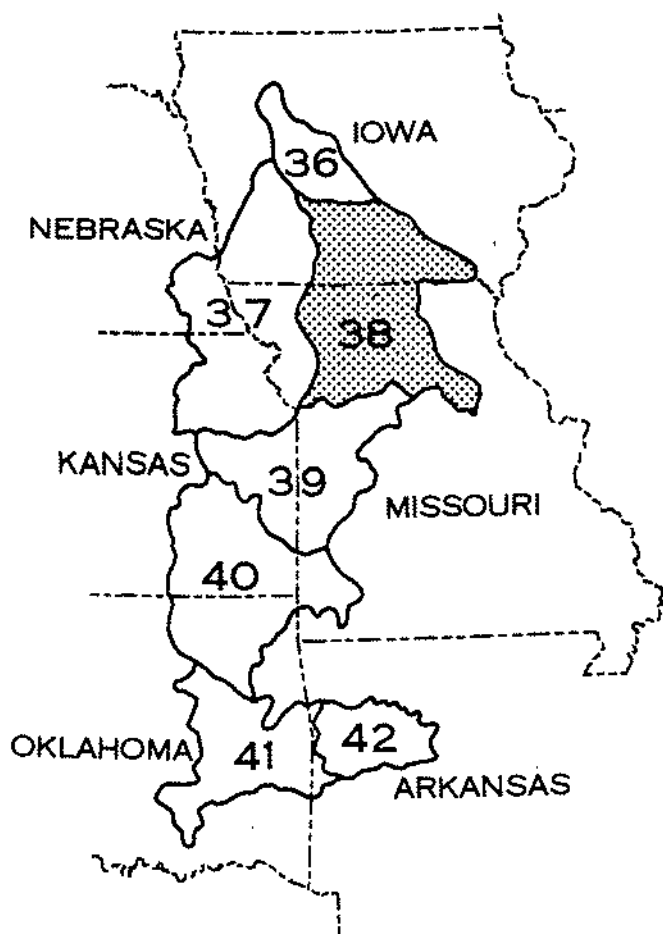 IOWA
36
NEBRASKA
37
38
KANSAS
39
MISSOURI
40
OKLAHOMA
41
42
ARKANSAS